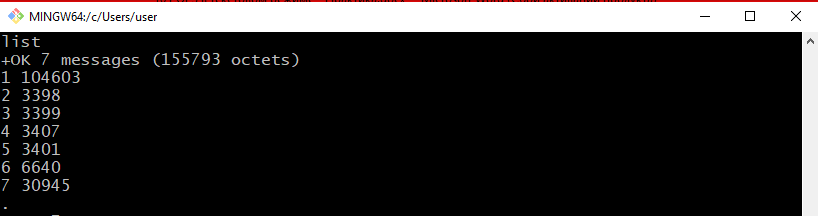 MINGW64:/c/Users/user
list
+OK 7 messages (155793 octets)
1 104603
2 3398
3 3399
4 3407
5 3401
6 6640
7 30945
.